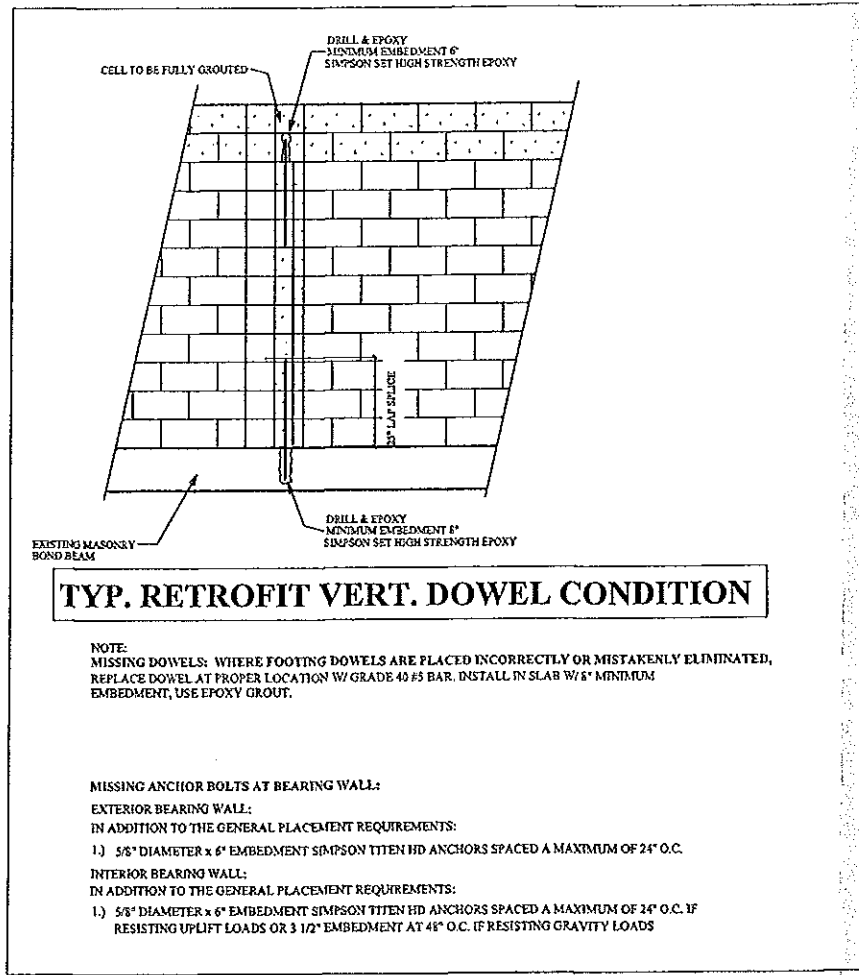 DRILL & EPOXY
MINIMUM EMBEDMENT 6"
SIMPSON SET HIGH STRENGTH EPOXY
CELL TO BE FULLY GROUTED
25" LAP SPLICE
DRILL & EPOXY
MINIMUM EMBEDMENT 8"
SIMPSON SET HIGH STRENGTH EPOXY
EXISTING MASONRY
BOND BEAM
TYP. RETROFIT VERT. DOWEL CONDITION
NOTE:
MISSING DOWELS: WHERE FOOTING DOWELS ARE PLACED INCORRECTLY OR MISTAKENLY ELIMINATED,
REPLACE DOWEL AT PROPER LOCATION W/ GRADE 40 #5 BAR. INSTALL IN SLAB W/ 8" MINIMUM
EMBEDMENT, USE EPOXY GROUT.
MISSING ANCHOR BOLTS AT BEARING WALL:
EXTERIOR BEARING WALL:
IN ADDITION TO THE GENERAL PLACEMENT REQUIREMENTS:
1.) 5/8" DIAMETER x 6" EMBEDMENT SIMPSON TITEN HD ANCHORS SPACED A MAXIMUM OF 24" O.C.
INTERIOR BEARING WALL:
IN ADDITION TO THE GENERAL PLACEMENT REQUIREMENTS:
1.) 5/8" DIAMETER x 6" EMBEDMENT SIMPSON TITEN HD ANCHORS SPACED A MAXIMUM OF 24" O.C. IF
RESISTING UPLIFT LOADS OR 3 1/2" EMBEDMENT AT 48" O.C. IF RESISTING GRAVITY LOADS